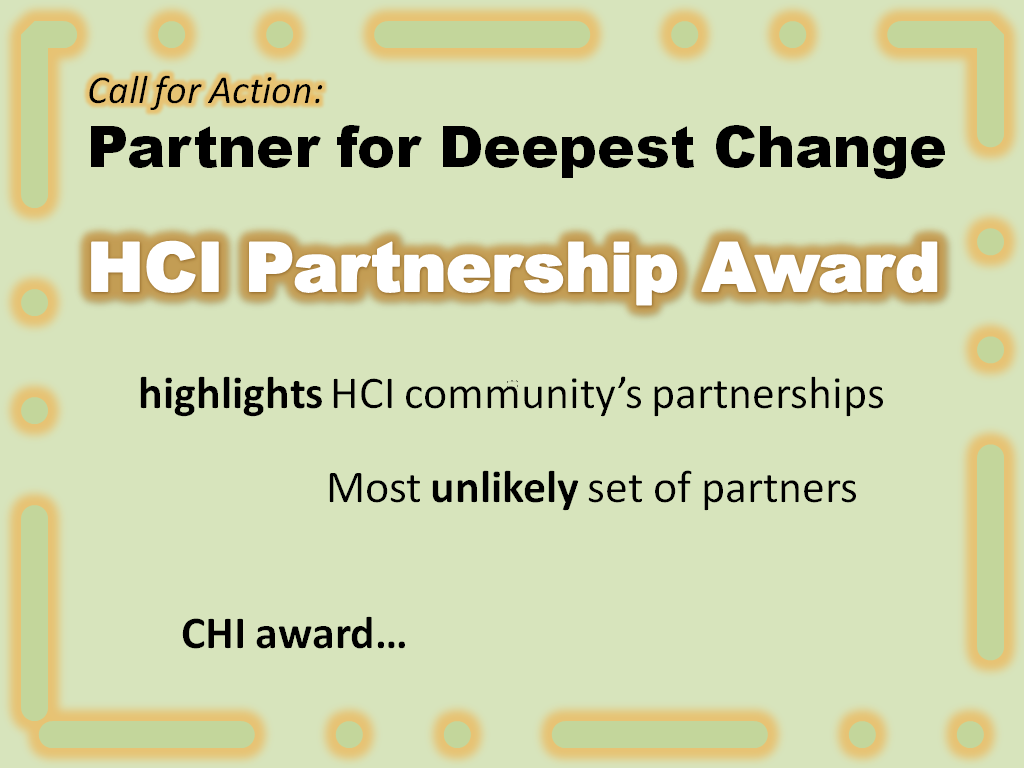 Call for Action:
Partner for Deepest Change
HCI Partnership Award
highlights HCI community’s partnerships
Most unlikely set of partners
CHI award…